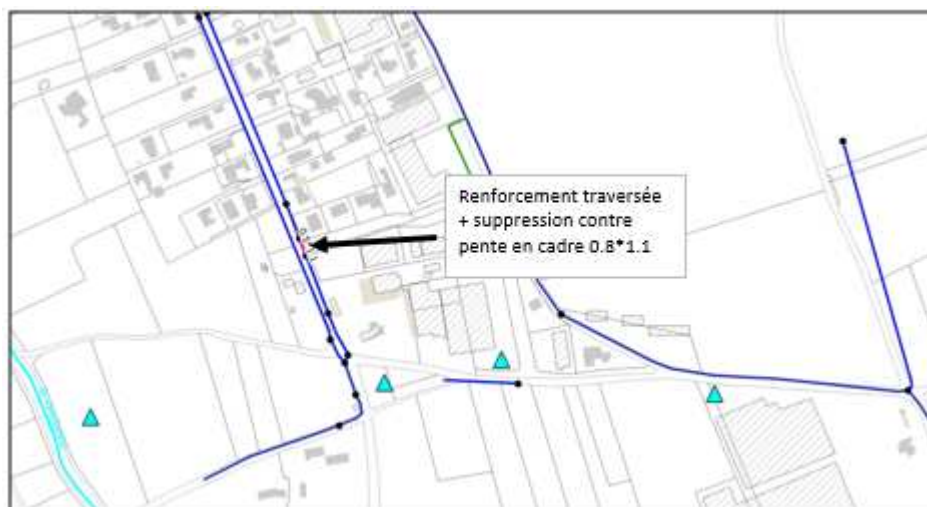 Renforcement traversée
+ suppression contre
pente en cadre 0.8*1.1